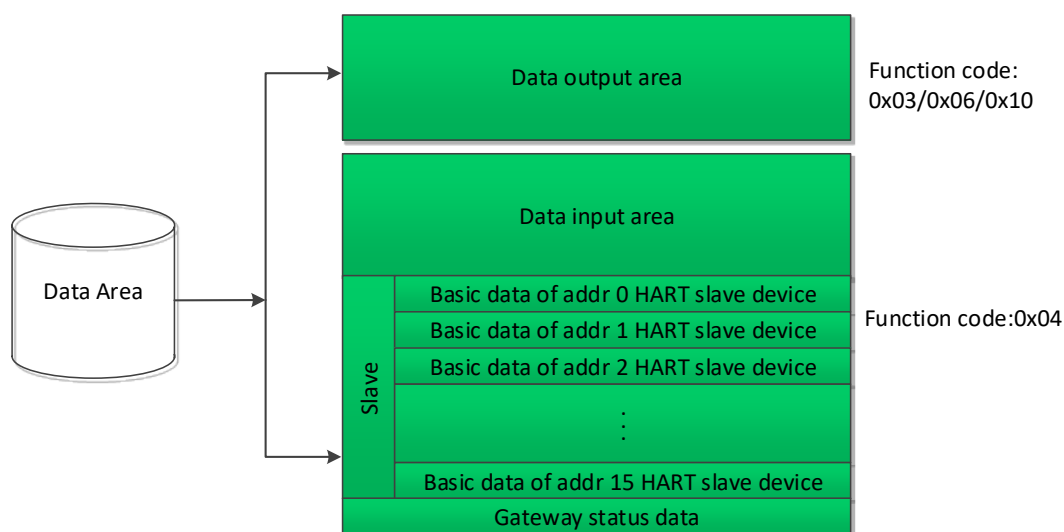 Data output area
Function code:
0x03/0x06/0x10
Data input area
Data Area
Slave
Basic data of addr 0 HART slave device
Basic data of addr 1 HART slave device
Basic data of addr 2 HART slave device
⋮
Basic data of addr 15 HART slave device
Function code:0x04
Gateway status data